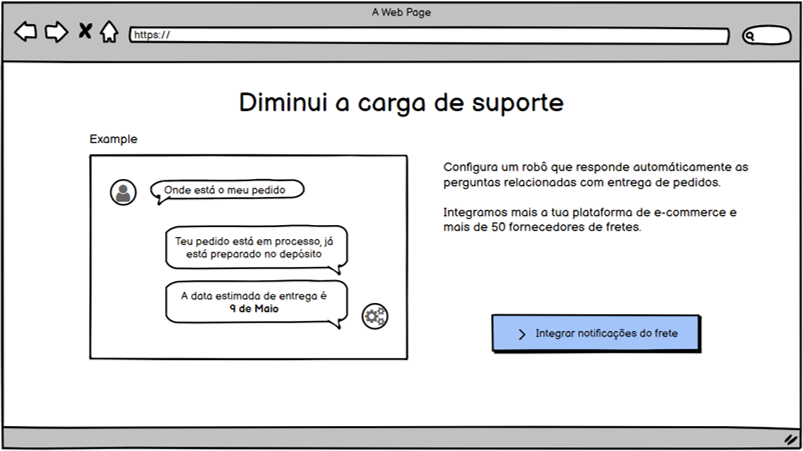 A Web Page
https://
Diminui a carga de suporte
Example
Onde está o meu pedido
Teu pedido está em processo, já
está preparado no depósito
A data estimada de entrega é
9 de Maio
Configura um robô que responde automáticamente as
perguntas relacionadas com entrega de pedidos.
Integramos mais a tua plataforma de e-commerce e
mais de 50 fornecedores de fretes.
Integrar notificações do frete